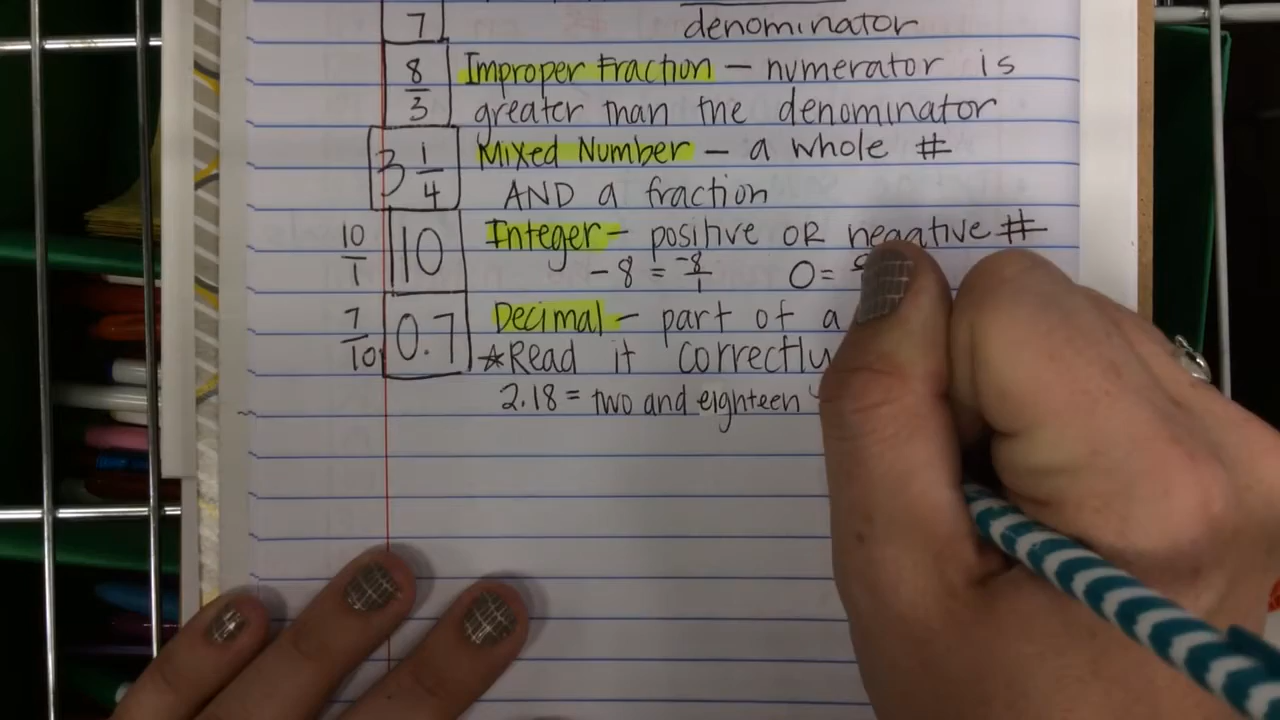 7 denominator
8/3 Improper Fraction – numerator is
greater than the denominator
3 1/4 Mixed Number – a whole #
AND a fraction
10/1 10 Integer – positive OR negative #
-8 = -8/1 0=
7/10 0.7 Decimal – part of a
☆Read it correctly
2.18 = two and eighteen